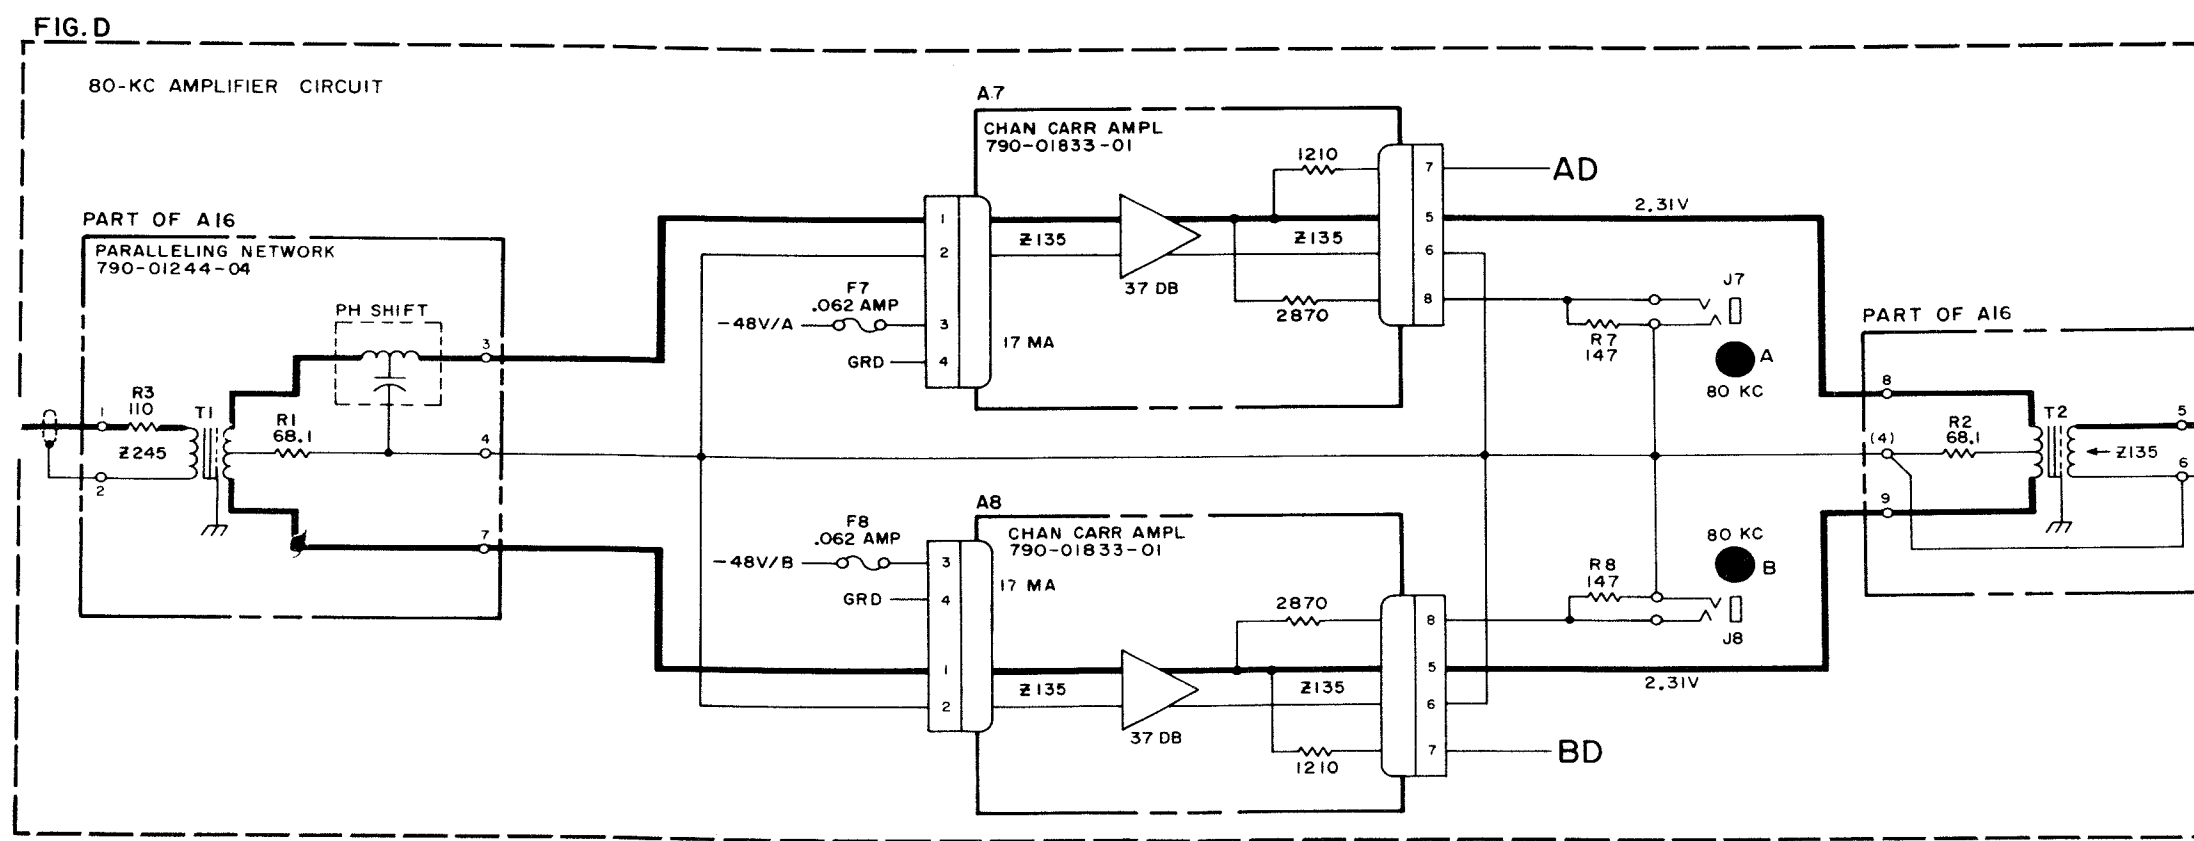 FIG. D
80-KC AMPLIFIER CIRCUIT
PART OF A16
PARALLELING NETWORK
790-01244-04
PH SHIFT
3
R3
110
1
T1
R1
68.1
Z245
2
4
7
A7
CHAN CARR AMPL
790-01833-01
1210
7
AD
1
Z135
Z135
5
2.31V
2
6
37 DB
F7
.062 AMP
-48V/A
3
2870
8
17 MA
GRD
4
J7
R7
147
A
80 KC
PART OF A16
8
R2
68.1
(4)
T2
5
Z135
6
9
A8
CHAN CARR AMPL
790-01833-01
F8
.062 AMP
-48V/B
3
17 MA
GRD
4
2870
8
80 KC
B
R8
147
J8
1
Z135
Z135
5
2.31V
2
6
37 DB
1210
7
BD